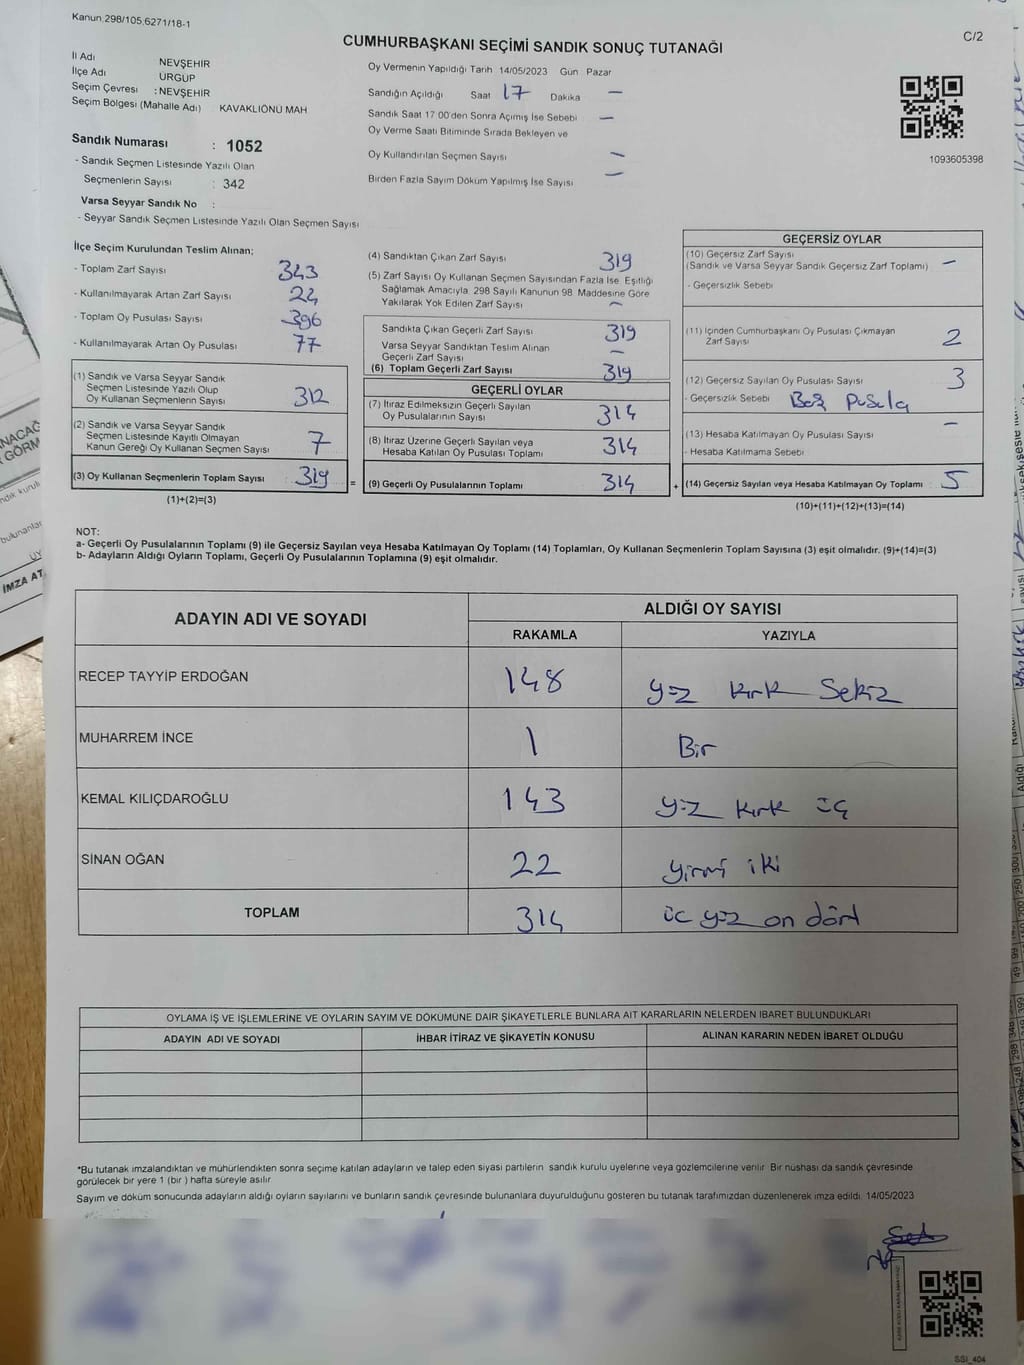 Kanun 298/105,6271/18-1
C/2
CUMHURBAŞKANI SEÇİMİ SANDIK SONUÇ TUTANAĞI
İl Adı NEVŞEHİR
İlçe Adı ÜRGÜP
Seçim Çevresi : NEVŞEHİR
Seçim Bölgesi (Mahalle Adı) KAVAKLIÖNÜ MAH
Sandık Numarası : 1052
- Sandık Seçmen Listesinde Yazılı Olan
Seçmenlerin Sayısı : 342
Varsa Seyyar Sandık No :
- Seyyar Sandık Seçmen Listesinde Yazılı Olan Seçmen Sayısı
Oy Vermenin Yapıldığı Tarih 14/05/2023 Gün Pazar
Sandığın Açıldığı Saat 17 Dakika —
Sandık Saat 17 00'den Sonra Açılmış İse Sebebi —
Oy Verme Saati Bitiminde Sırada Bekleyen ve
Oy Kullandırılan Seçmen Sayısı —
Birden Fazla Sayım Döküm Yapılmış İse Sayısı —
1093605398
İlçe Seçim Kurulundan Teslim Alınan;
- Toplam Zarf Sayısı 343
- Kullanılmayarak Artan Zarf Sayısı 24
- Toplam Oy Pusulası Sayısı 396
- Kullanılmayarak Artan Oy Pusulası 77
(1) Sandık ve Varsa Seyyar Sandık
Seçmen Listesinde Yazılı Olup
Oy Kullanan Seçmenlerin Sayısı 312
(2) Sandık ve Varsa Seyyar Sandık
Seçmen Listesinde Kayıtlı Olmayan
Kanun Gereği Oy Kullanan Seçmen Sayısı 7
(3) Oy Kullanan Seçmenlerin Toplam Sayısı 319 =
(1)+(2)=(3)
(4) Sandıktan Çıkan Zarf Sayısı 319
(5) Zarf Sayısı Oy Kullanan Seçmen Sayısından Fazla İse Eşitliği
Sağlamak Amacıyla 298 Sayılı Kanunun 98 Maddesine Göre
Yakılarak Yok Edilen Zarf Sayısı —
Sandıkta Çıkan Geçerli Zarf Sayısı 319
Varsa Seyyar Sandıktan Teslim Alınan
Geçerli Zarf Sayısı —
(6) Toplam Geçerli Zarf Sayısı 319
GEÇERLİ OYLAR
(7) İtiraz Edilmeksizin Geçerli Sayılan
Oy Pusulalarının Sayısı 314
(8) İtiraz Üzerine Geçerli Sayılan veya
Hesaba Katılan Oy Pusulası Toplamı 314
(9) Geçerli Oy Pusulalarının Toplamı 314 +
GEÇERSİZ OYLAR
(10) Geçersiz Zarf Sayısı
(Sandık ve Varsa Seyyar Sandık Geçersiz Zarf Toplamı) —
- Geçersizlik Sebebi
(11) İçinden Cumhurbaşkanı Oy Pusulası Çıkmayan
Zarf Sayısı 2
(12) Geçersiz Sayılan Oy Pusulası Sayısı 3
- Geçersizlik Sebebi Boş Pusula
(13) Hesaba Katılmayan Oy Pusulası Sayısı —
- Hesaba Katılmama Sebebi
(14) Geçersiz Sayılan veya Hesaba Katılmayan Oy Toplamı : 5
(10)+(11)+(12)+(13)=(14)
NOT:
a- Geçerli Oy Pusulalarının Toplamı (9) ile Geçersiz Sayılan veya Hesaba Katılmayan Oy Toplamı (14) Toplamları, Oy Kullanan Seçmenlerin Toplam Sayısına (3) eşit olmalıdır. (9)+(14)=(3)
b- Adayların Aldığı Oyların Toplamı, Geçerli Oy Pusulalarının Toplamına (9) eşit olmalıdır.
ADAYIN ADI VE SOYADI ALDIĞI OY SAYISI
RAKAMLA YAZIYLA
RECEP TAYYİP ERDOĞAN 148 yüz kırk Sekiz
MUHARREM İNCE 1 Bir
KEMAL KILIÇDAROĞLU 143 yüz kırk üç
SİNAN OĞAN 22 yirmi iki
TOPLAM 314 üç yüz on dört
OYLAMA İŞ VE İŞLEMLERİNE VE OYLARIN SAYIM VE DÖKÜMÜNE DAİR ŞİKAYETLERLE BUNLARA AİT KARARLARIN NELERDEN İBARET BULUNDUKLARI
ADAYIN ADI VE SOYADI İHBAR İTİRAZ VE ŞİKAYETİN KONUSU ALINAN KARARIN NEDEN İBARET OLDUĞU
*Bu tutanak imzalandıktan ve mühürlendikten sonra seçime katılan adayların ve talep eden siyasi partilerin sandık kurulu üyelerine veya gözlemcilerine verilir Bir nüshası da sandık çevresinde
görülecek bir yere 1 (bir ) hafta süreyle asılır
Sayım ve döküm sonucunda adayların aldığı oyların sayılarını ve bunların sandık çevresinde bulunanlara duyurulduğunu gösteren bu tutanak tarafımızdan düzenlenerek imza edildi. 14/05/2023
SSI_404